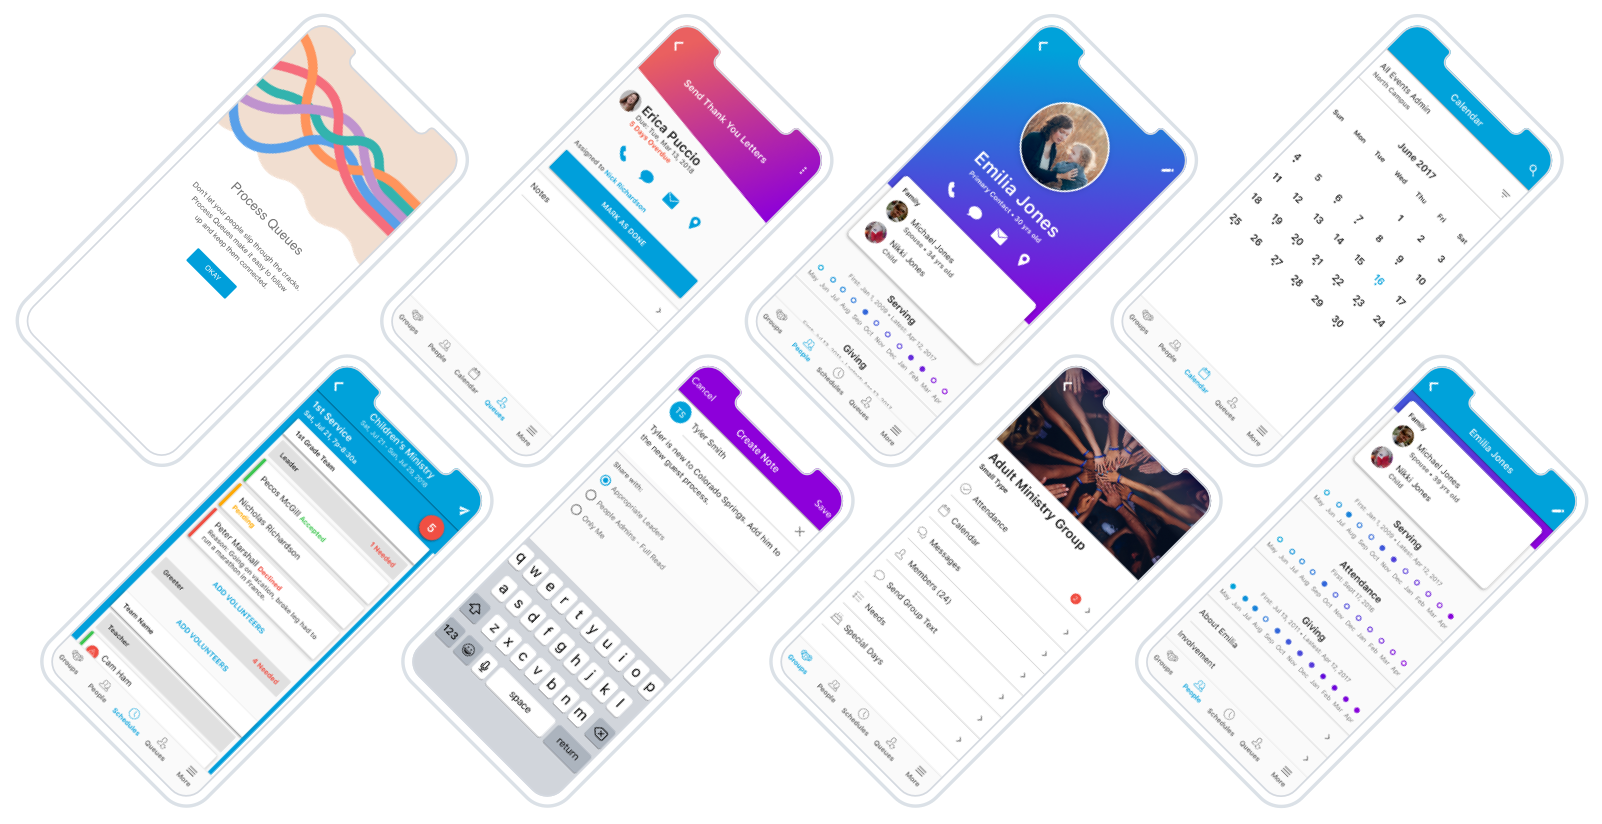 Process Queues
Don't let your people slip through the cracks.
Process Queues make it easy to follow
up and keep them connected.
OKAY
Send Thank You Letters
Erica Puccio
Due: Tue, Mar 13, 2018
5 Days Overdue
Assigned to Nick Richardson
MARK AS DONE
Notes
Groups
People
Calendar
Queues
More
Emilia Jones
Primary Contact • 30 yrs old
Family
Michael Jones
Spouse • 34 yrs old
Nikki Jones
Child
Serving
First: Jan 1, 2009 • Latest: Apr 12, 2017
May Jun Jul Aug Sep Oct Nov Dec Jan Feb Mar Apr
Giving
Groups
People
Schedules
Queues
More
Calendar
All Events Admin
North Campus
June 2017
Sun Mon Tue Wed Thu Fri Sat
1 2 3
4 5 6 7 8 9 10
11 12 13 14 15 16 17
18 19 20 21 22 23 24
25 26 27 28 29 30
Groups
People
Calendar
Queues
More
Children's Ministry
Sat, Jul 21 - Sun, Jul 29, 2018
1st Service
Sat, Jul 21, 7p-8:30a
5
1st Grade Team
Leader
1 Needed
Pecos McGill Accepted
Nicholas Richardson
Pending
Peter Marshall Declined
Reason: Going on vacation, broke leg had to
run a marathon in France.
ADD VOLUNTEERS
Greeter
4 Needed
ADD VOLUNTEERS
Team Name
Teacher
Cam Ham
Groups
People
Schedules
Queues
More
Cancel
Create Note
Save
TS
Tyler Smith
Tyler is new to Colorado Springs. Add him to
the new guest process.
Share with:
Appropriate Leaders
People Admins - Full Read
Only Me
q w e r t y u i o p
a s d f g h j k l
z x c v b n m
123
space
return
Adult Ministry Group
Small Type
Attendance
Calendar
Messages
2
Members (24)
Send Group Text
Needs
Special Days
Groups
People
Schedules
Queues
More
Emilia Jones
Family
Michael Jones
Spouse • 39 yrs old
Nikki Jones
Child
Serving
First: Jan 1, 2009 • Latest: Apr 12, 2017
May Jun Jul Aug Sep Oct Nov Dec Jan Feb Mar Apr
Attendance
First: Sept 17, 2016
May Jun Jul Aug Sep Oct Nov Dec Jan Feb Mar Apr
Giving
First: Jul 13, 2011 • Latest: Apr 12, 2017
May Jun Jul Aug Sep Oct Nov Dec Jan Feb Mar Apr
About Emilia
Involvement
Groups
People
Schedules
Queues
More